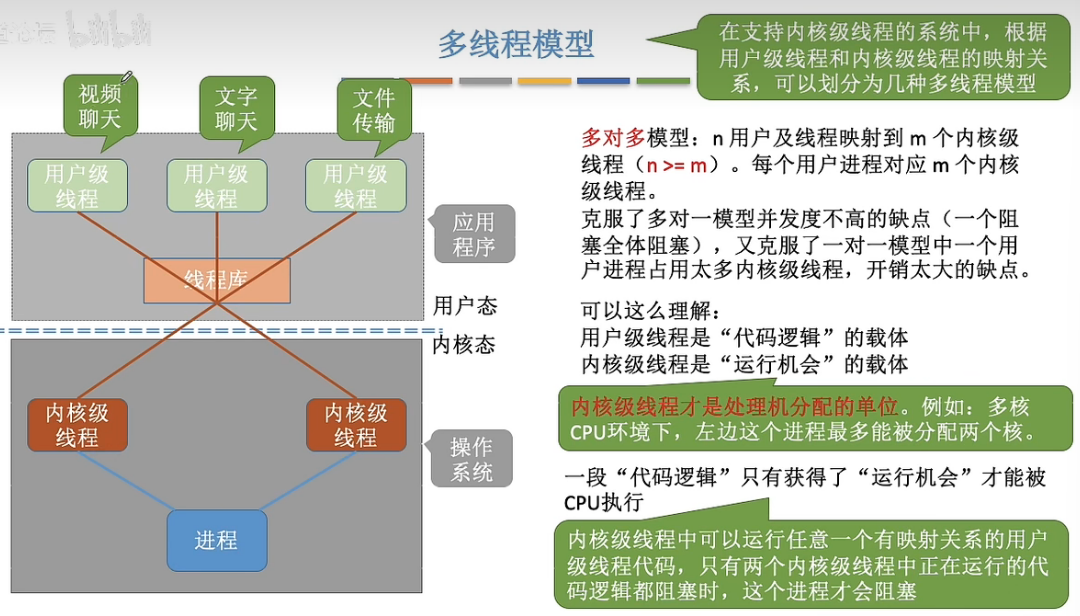 bilibili
多线程模型
在支持内核级线程的系统中，根据
用户级线程和内核级线程的映射关
系，可以划分为几种多线程模型
视频
聊天
文字
聊天
文件
传输
用户级
线程
用户级
线程
用户级
线程
应用
程序
线程库
用户态
内核态
内核级
线程
内核级
线程
操作
系统
进程
多对多模型：n 用户及线程映射到 m 个内核级
线程（n >= m）。每个用户进程对应 m 个内核
级线程。
克服了多对一模型并发度不高的缺点（一个阻
塞全体阻塞），又克服了一对一模型中一个用
户进程占用太多内核级线程，开销太大的缺点。
可以这么理解：
用户级线程是“代码逻辑”的载体
内核级线程是“运行机会”的载体
内核级线程才是处理机分配的单位。例如：多核
CPU环境下，左边这个进程最多能被分配两个核。
一段“代码逻辑”只有获得了“运行机会”才能被
CPU执行
内核级线程中可以运行任意一个有映射关系的用户
级线程代码，只有两个内核级线程中正在运行的代
码逻辑都阻塞时，这个进程才会阻塞